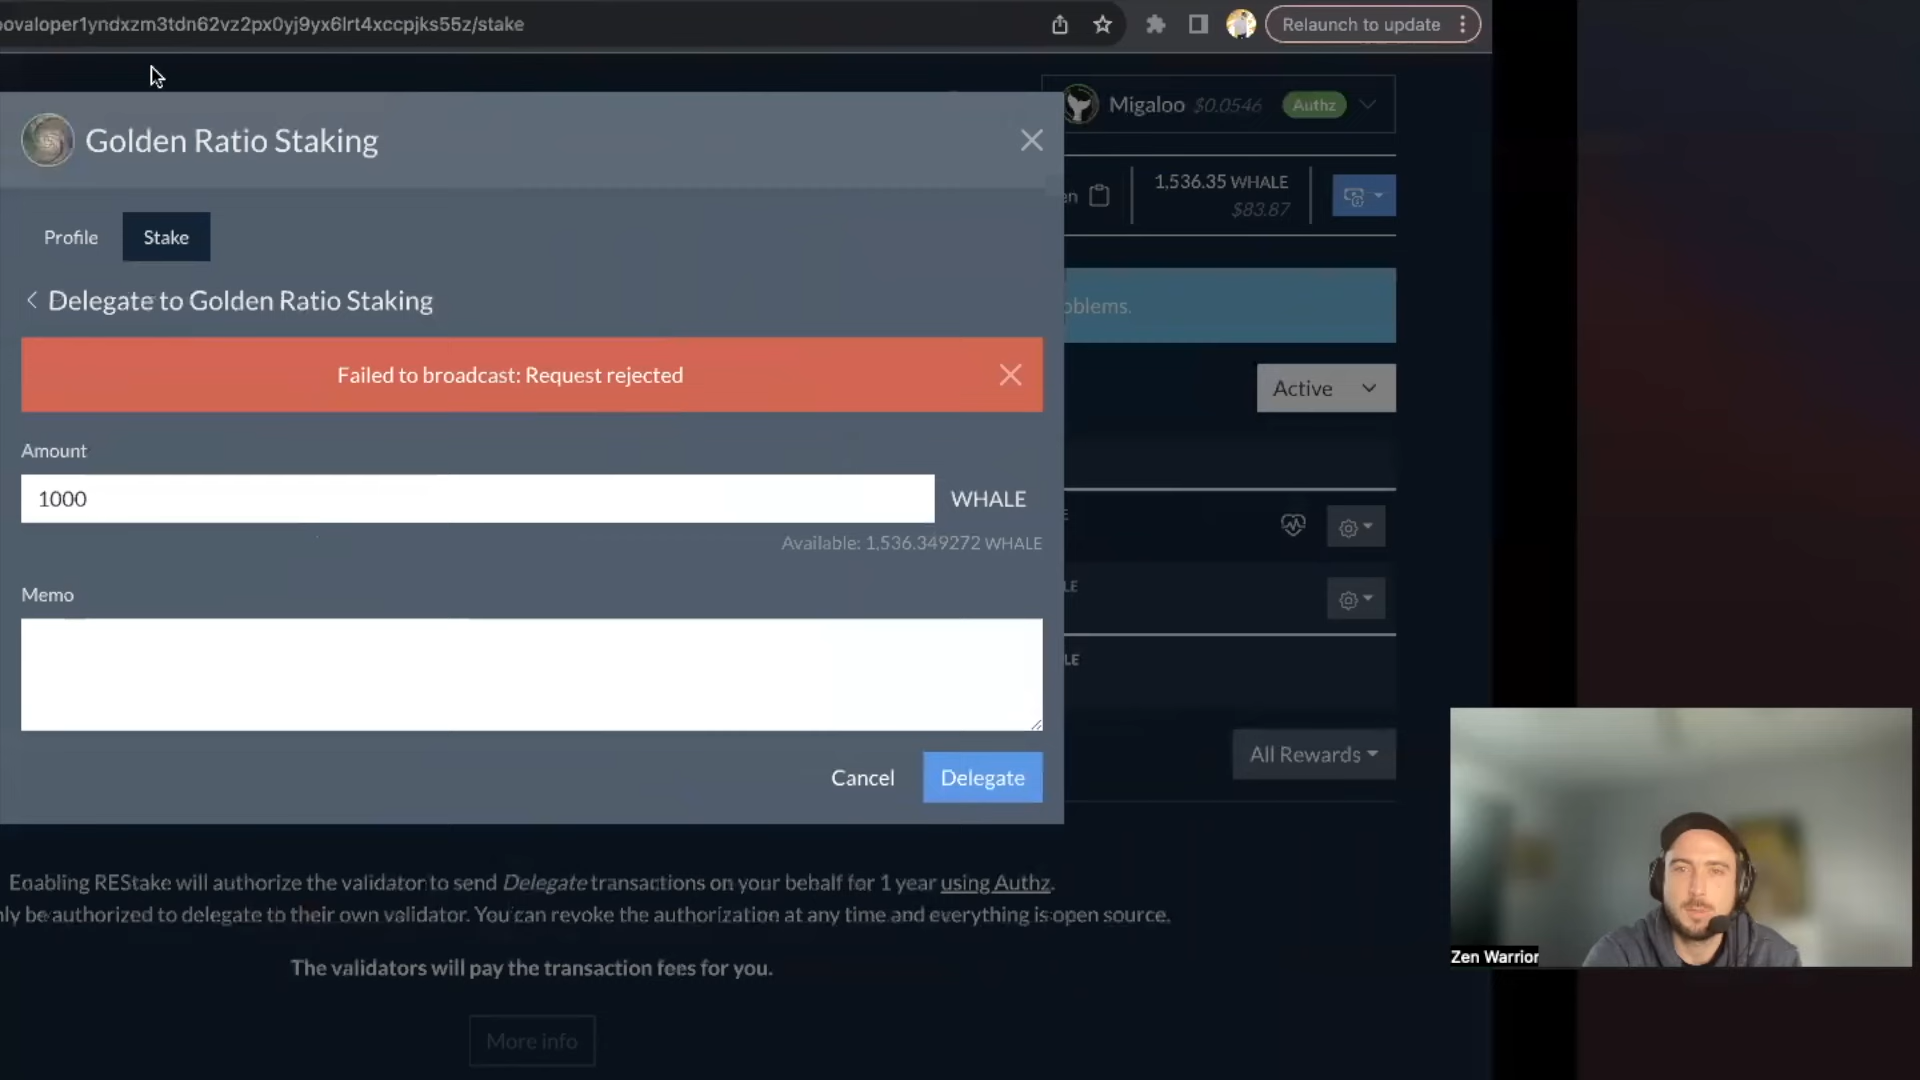 ovaloper1yndxzm3tdn62vz2px0yj9yx6lrt4xccpjks55z/stake
Relaunch to update
Migaloo $0.0546 Authz
Golden Ratio Staking
en
1,536.35 WHALE
$83.87
Profile
Stake
Delegate to Golden Ratio Staking
oblems.
Failed to broadcast: Request rejected
Active
Amount
1000
WHALE
Available: 1,536.349272 WHALE
E
Memo
LE
LE
All Rewards
Cancel
Delegate
Enabling REStake will authorize the validator to send Delegate transactions on your behalf for 1 year using Authz.
nly be authorized to delegate to their own validator. You can revoke the authorization at any time and everything is open source.
The validators will pay the transaction fees for you.
Zen Warrior
More info